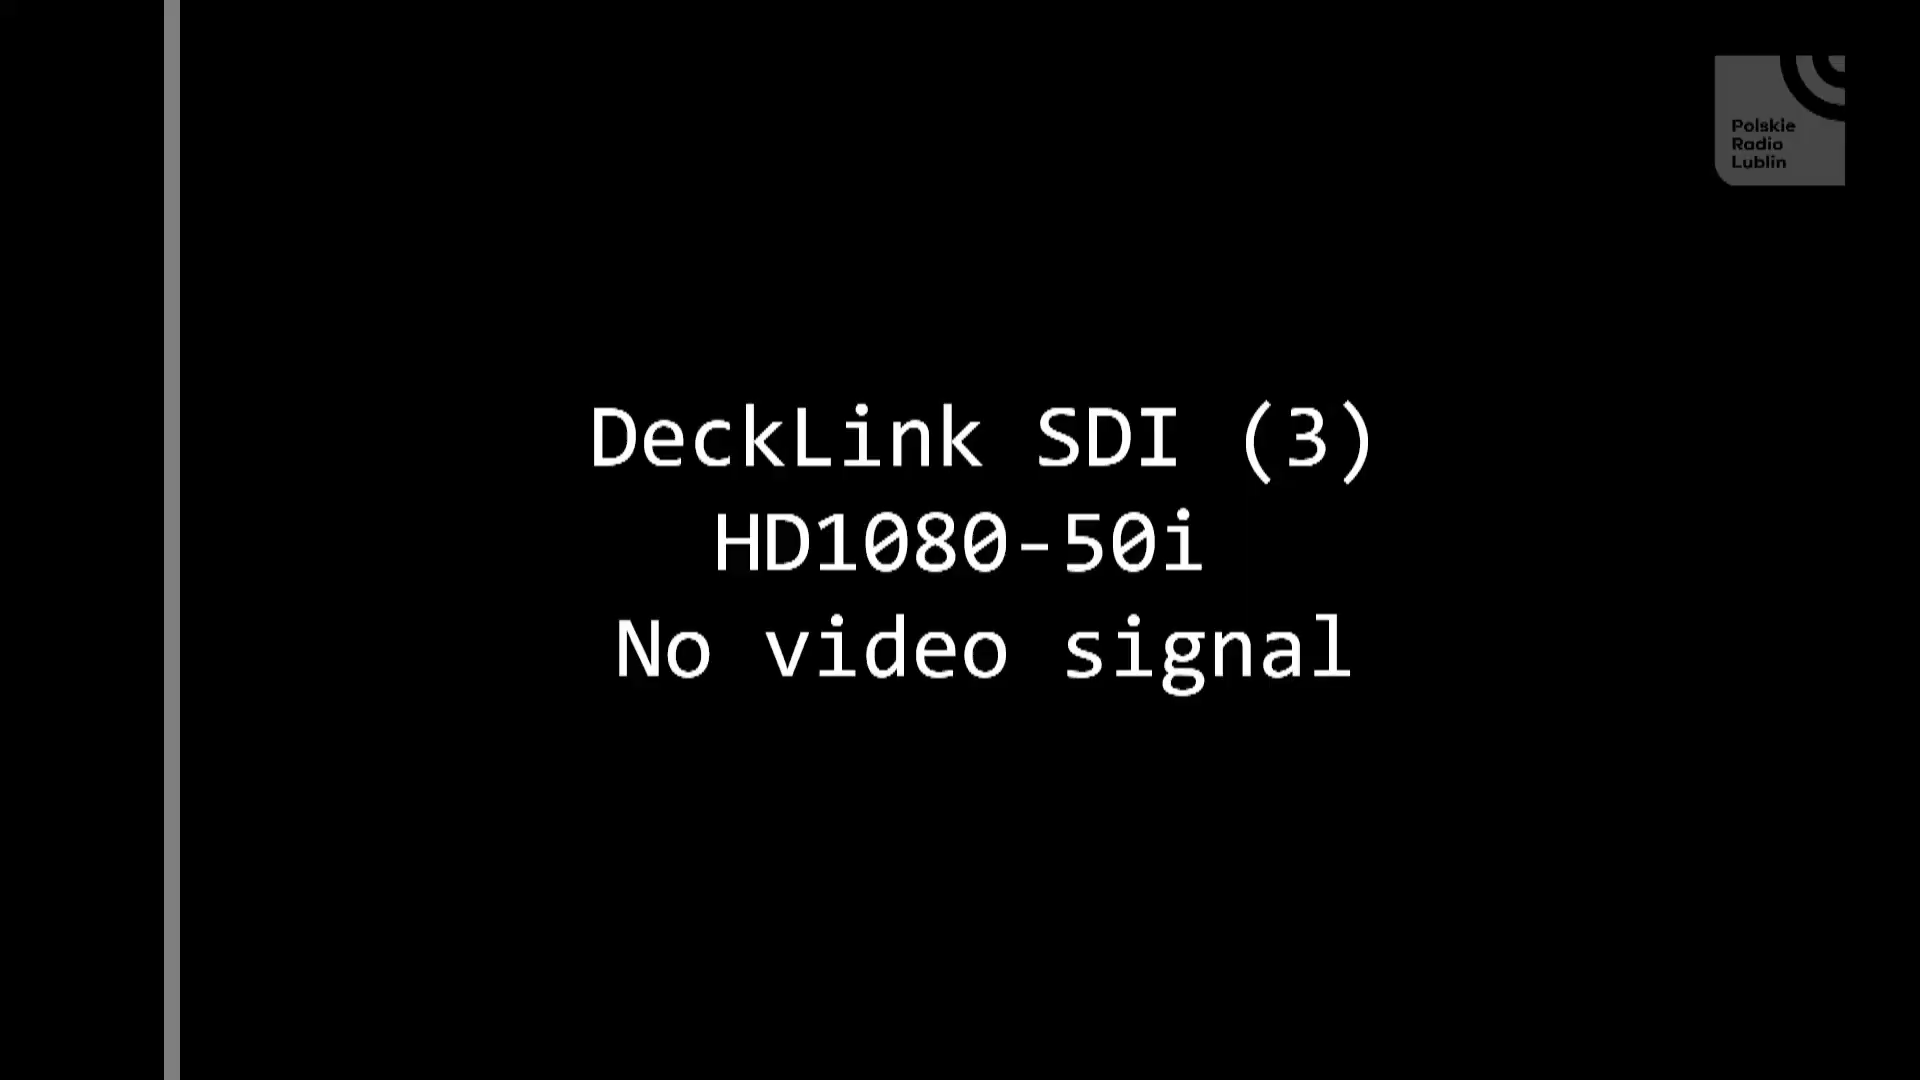 Polskie
Radio
Lublin
DeckLink SDI (3)
HD1080-50i
No video signal